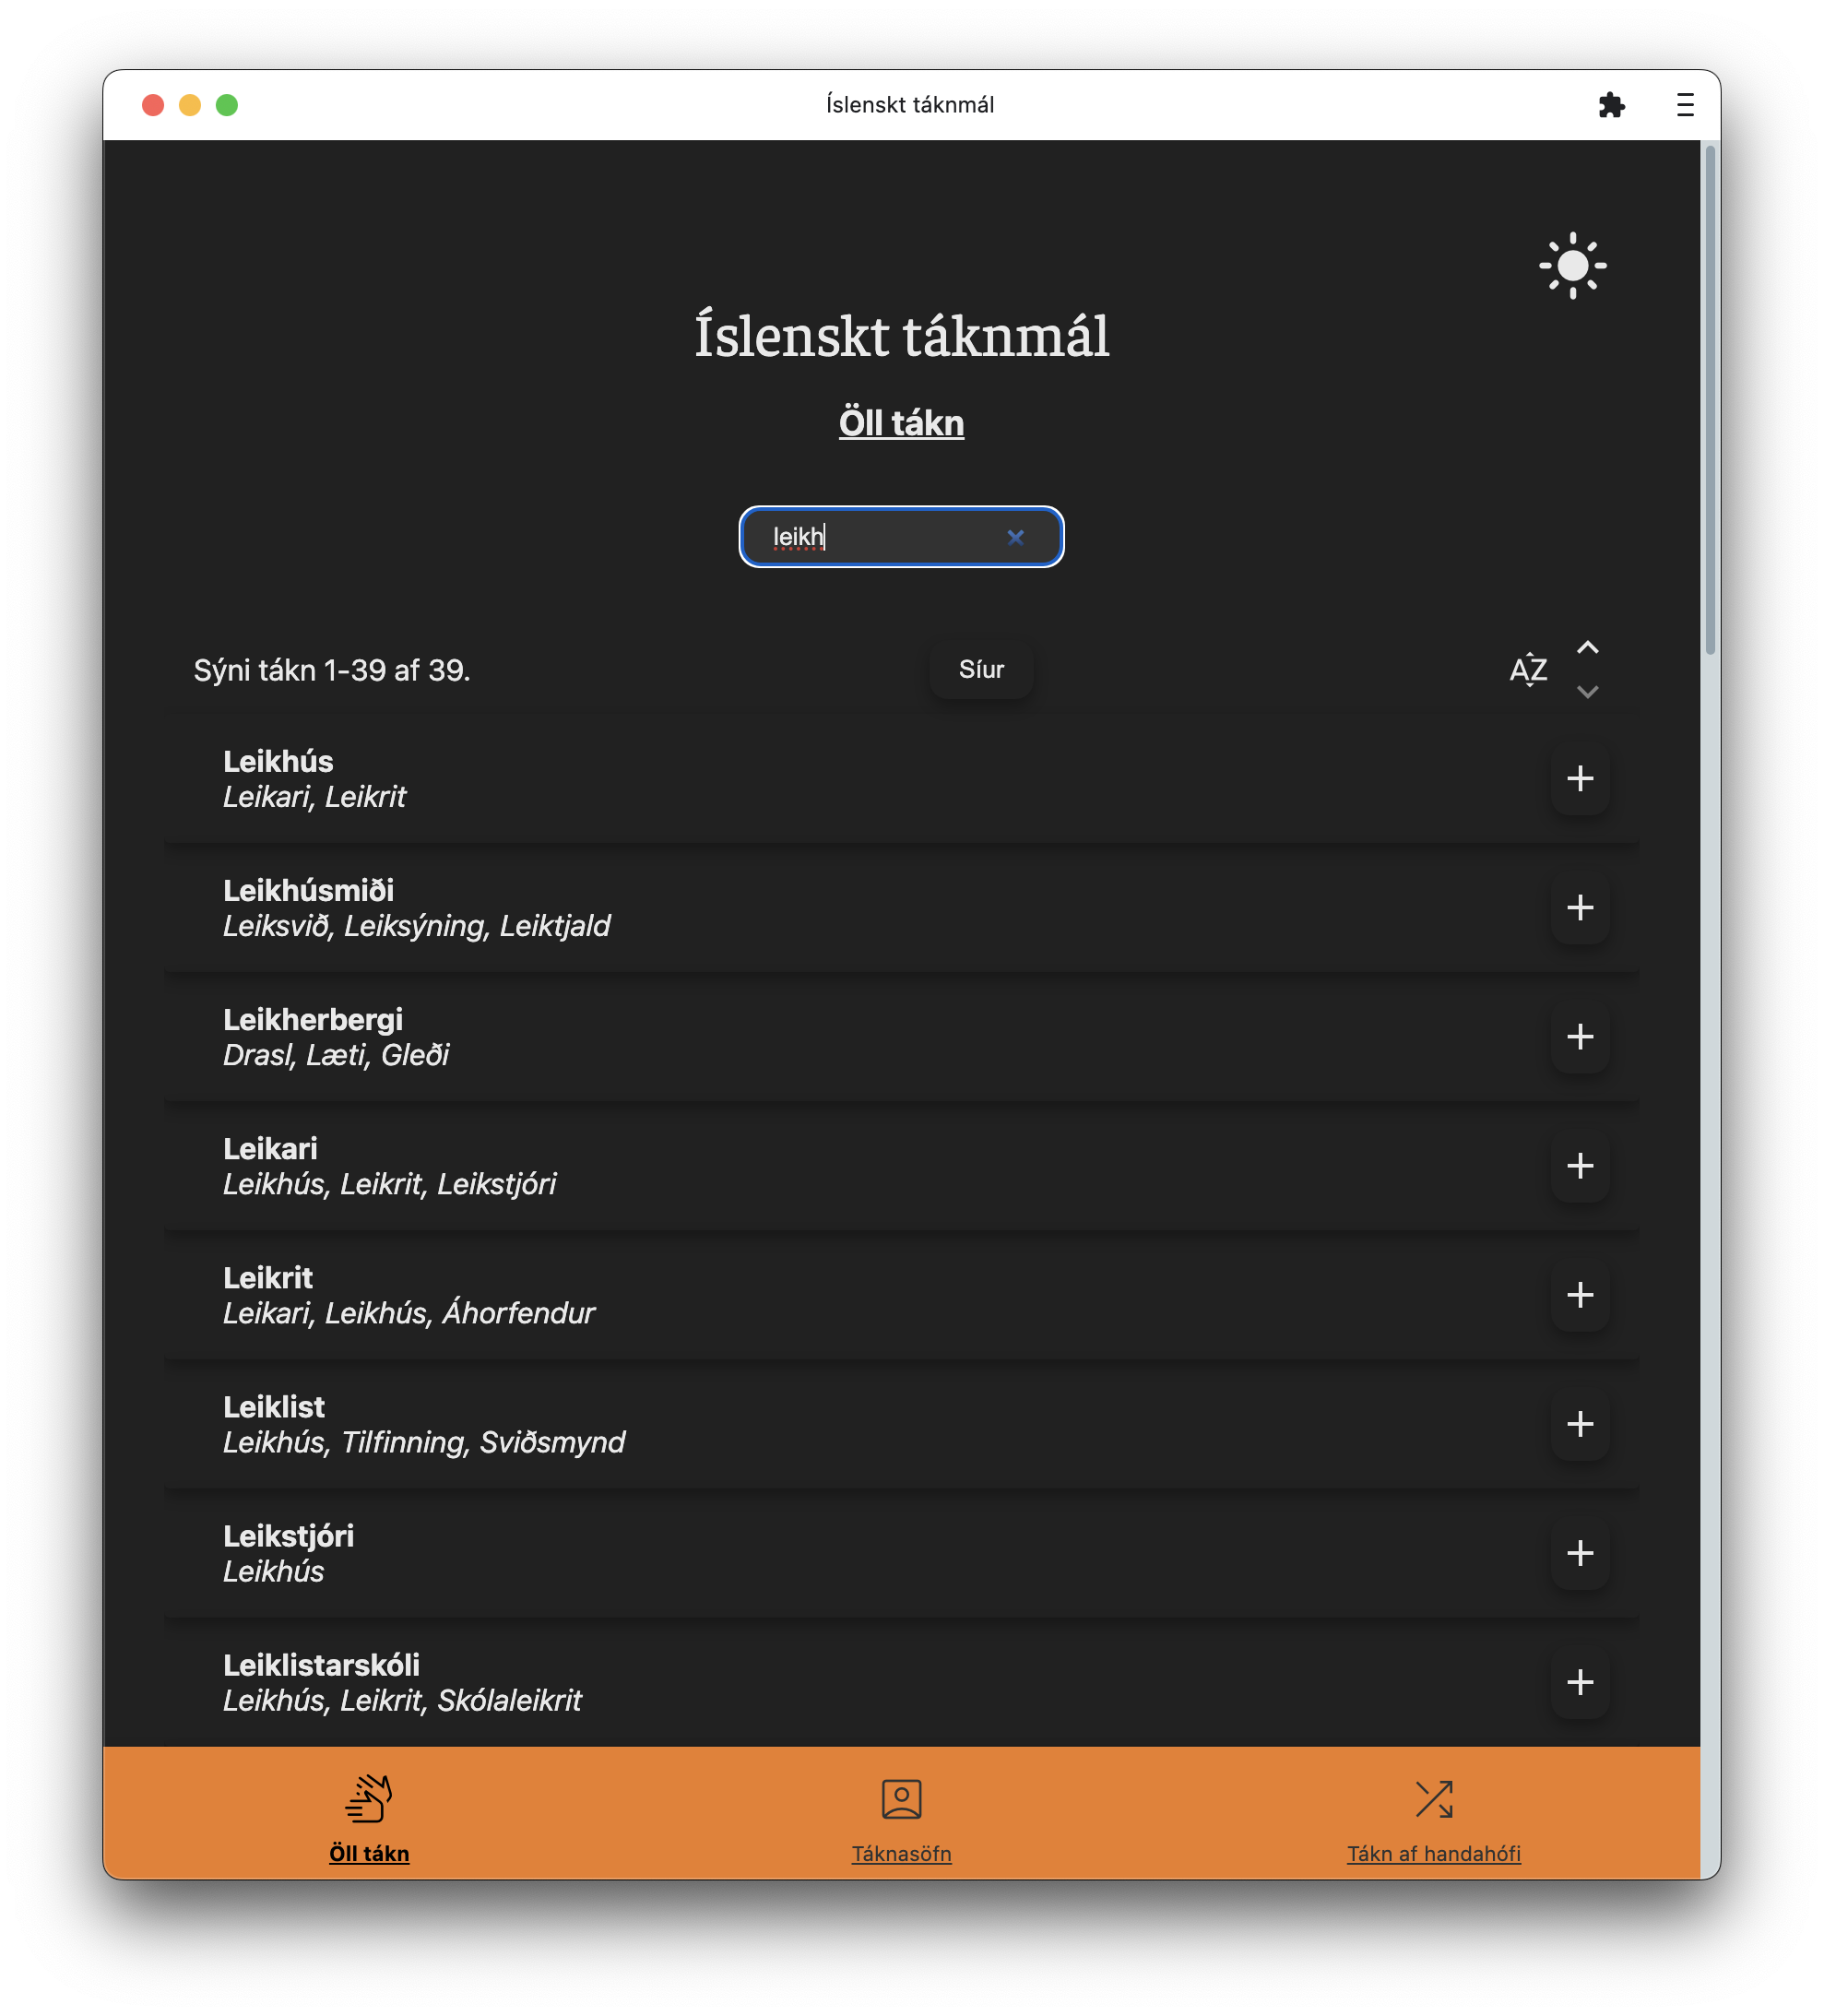 Íslenskt táknmál
Íslenskt táknmál
Öll tákn
leikh
Sýni tákn 1-39 af 39.
Síur
AZ
Leikhús
Leikari, Leikrit
Leikhúsmiði
Leiksvið, Leiksýning, Leiktjald
Leikherbergi
Drasl, Læti, Gleði
Leikari
Leikhús, Leikrit, Leikstjóri
Leikrit
Leikari, Leikhús, Áhorfendur
Leiklist
Leikhús, Tilfinning, Sviðsmynd
Leikstjóri
Leikhús
Leiklistarskóli
Leikhús, Leikrit, Skólaleikrit
Öll tákn
Táknasöfn
Tákn af handahófi